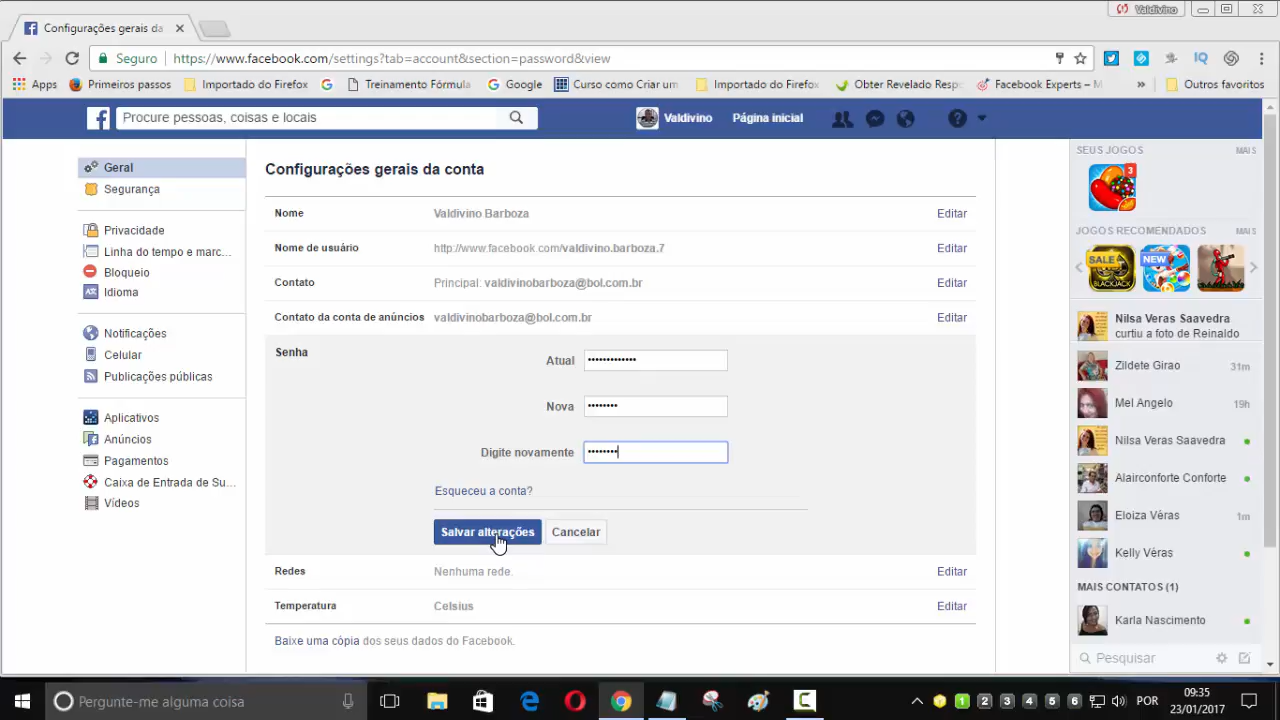 Valdivino
Configurações gerais da
Seguro https://www.facebook.com/settings?tab=account&section=password&view
Apps Primeiros passos Importado do Firefox Treinamento Fórmula Google Curso como Criar um Importado do Firefox Obter Revelado Resp Facebook Experts – M » Outros favoritos
Procure pessoas, coisas e locais
Valdivino Página inicial
Geral
Segurança
Privacidade
Linha do tempo e marc...
Bloqueio
Idioma
Notificações
Celular
Publicações públicas
Aplicativos
Anúncios
Pagamentos
Caixa de Entrada de Su...
Vídeos
Configurações gerais da conta
Nome Valdivino Barboza Editar
Nome de usuário http://www.facebook.com/valdivino.barboza.7 Editar
Contato Principal: valdivinobarboza@bol.com.br Editar
Contato da conta de anúncios valdivinobarboza@bol.com.br Editar
Senha
Atual •••••••••••••
Nova ••••••••
Digite novamente ••••••••
Esqueceu a conta?
Salvar alterações Cancelar
Redes Nenhuma rede. Editar
Temperatura Celsius Editar
Baixe uma cópia dos seus dados do Facebook.
SEUS JOGOS MAIS
3
JOGOS RECOMENDADOS MAIS
SALE BLACKJACK NEW
Nilsa Veras Saavedra
curtiu a foto de Reinaldo
Zildete Girao 31m
Mel Angelo 19h
Nilsa Veras Saavedra
Alairconforte Conforte
Eloiza Véras 1m
Kelly Véras
MAIS CONTATOS (1)
Karla Nascimento
Pesquisar
Pergunte-me alguma coisa
1 2 3 4 5 6 POR
09:35
23/01/2017